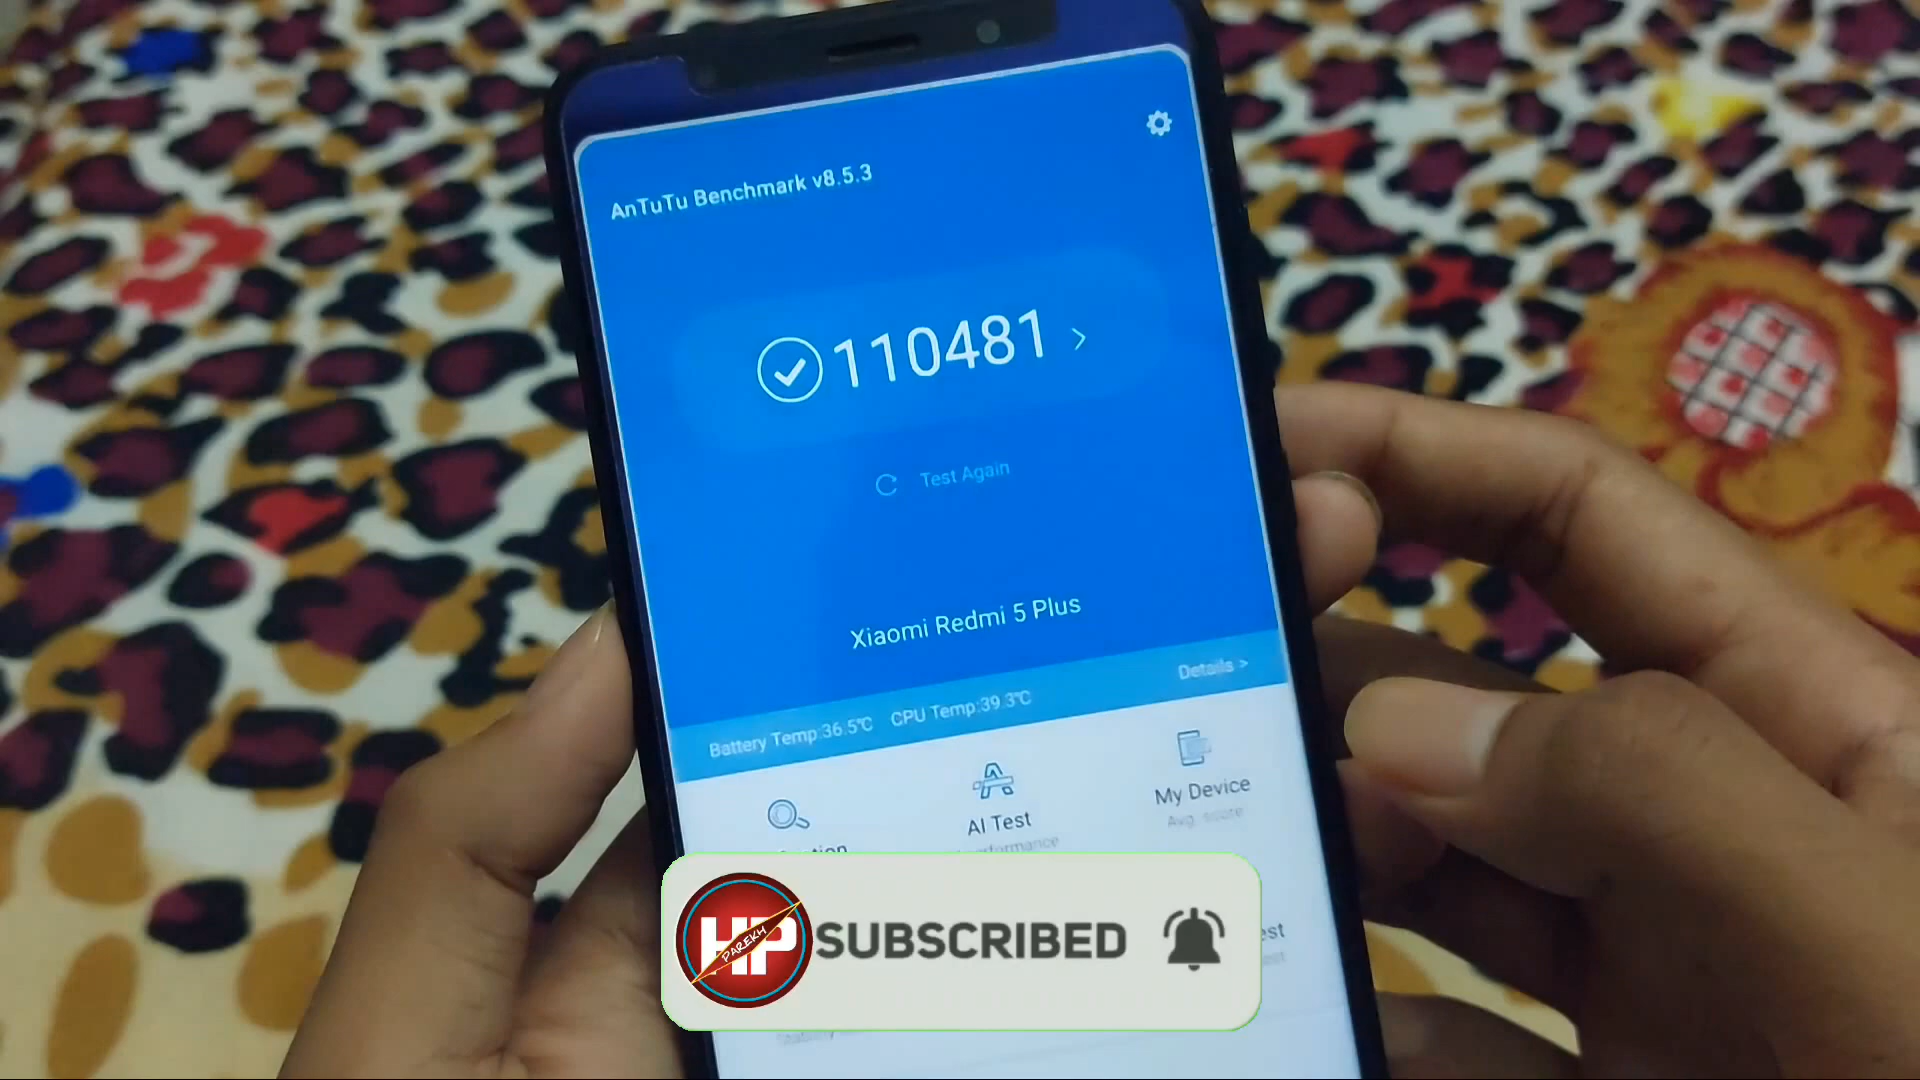 AnTuTu Benchmark v8.5.3
110481
Test Again
Xiaomi Redmi 5 Plus
Details >
Battery Temp:36.5℃ CPU Temp:39.3℃
My Device
Avg. score
AI Test
HP
PAREKH
SUBSCRIBED